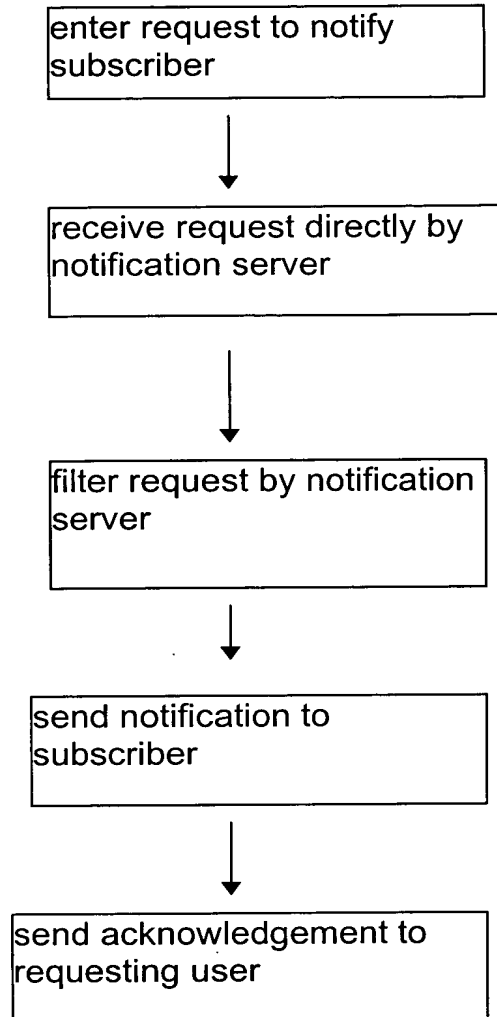 enter request to notify
subscriber
receive request directly by
notification server
filter request by notification
server
send notification to
subscriber
send acknowledgement to
requesting user